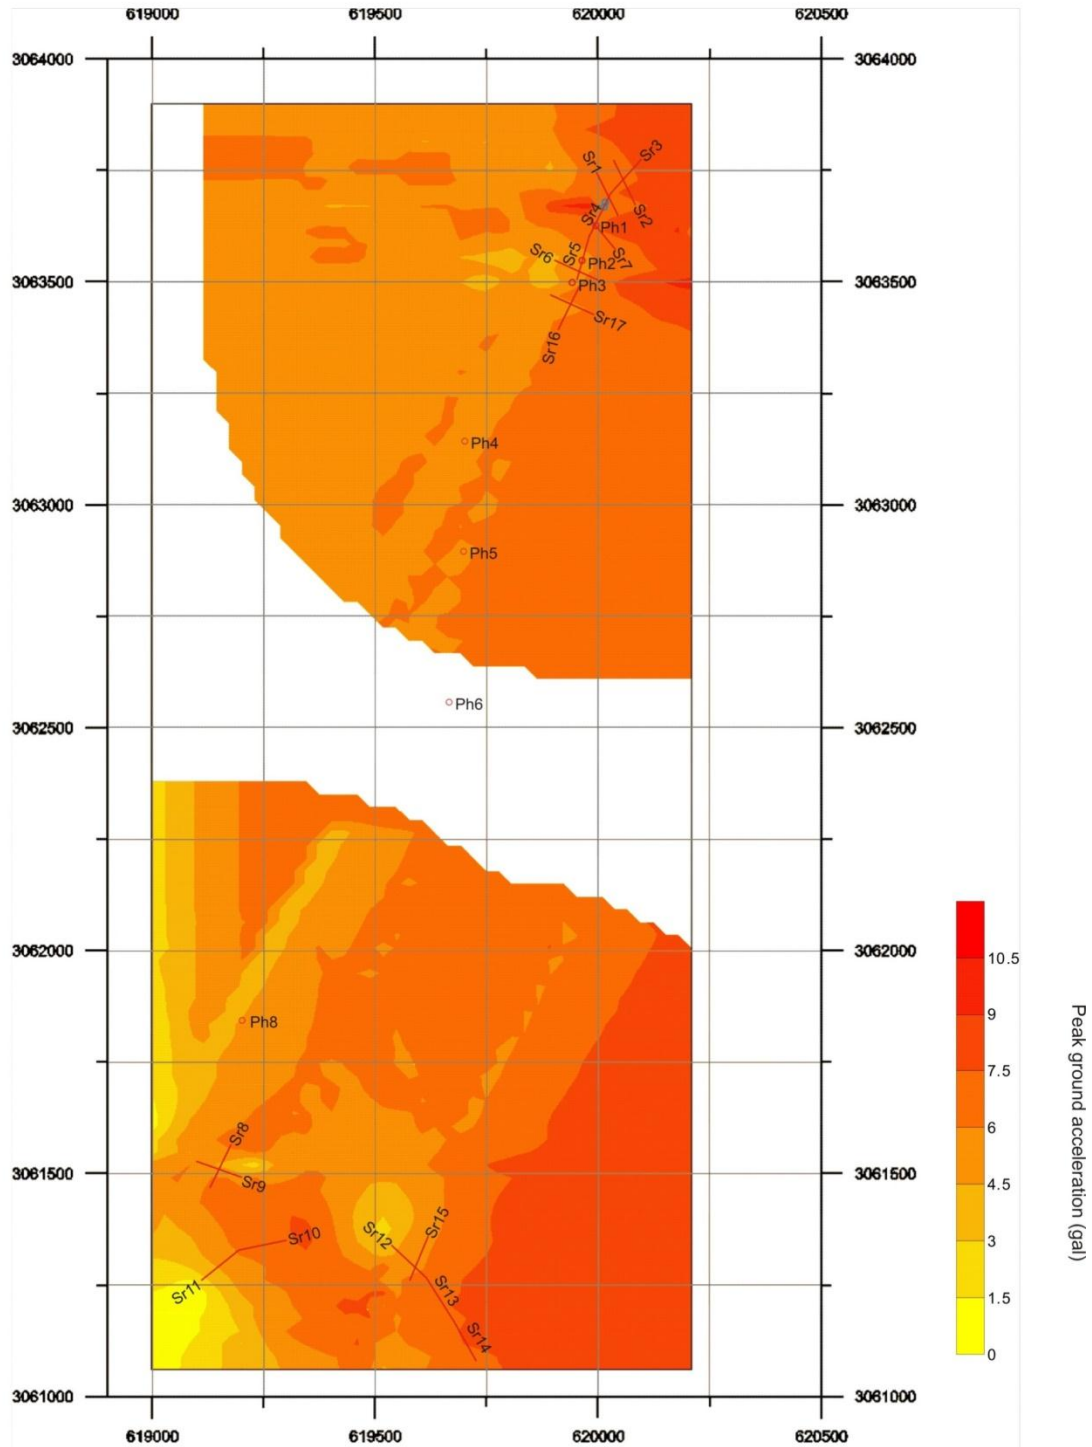 619000 619500 620000 620500
3064000 3064000
Sr1 Sr3
Sr4 Sr2
Ph1
Sr6 Sr5 Ph2 Sr7
3063500 Ph3 3063500
Sr17
Sr16
Ph4
3063000 3063000
Ph5
Ph6
3062500 3062500
3062000 10.5 3062000
Ph8 9
7.5
Sr8 6
3061500 Sr9 4.5 3061500
Sr10 Sr12 Sr15 3
Sr11 Sr13 1.5
Sr14 0
Peak ground acceleration (gal)
3061000 3061000
619000 619500 620000 620500